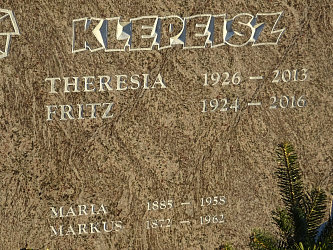 KLEPEISZ
THERESIA 1926 – 2013
FRITZ 1924 – 2016
MARIA 1885 – 1958
MARKUS 1872 – 1962